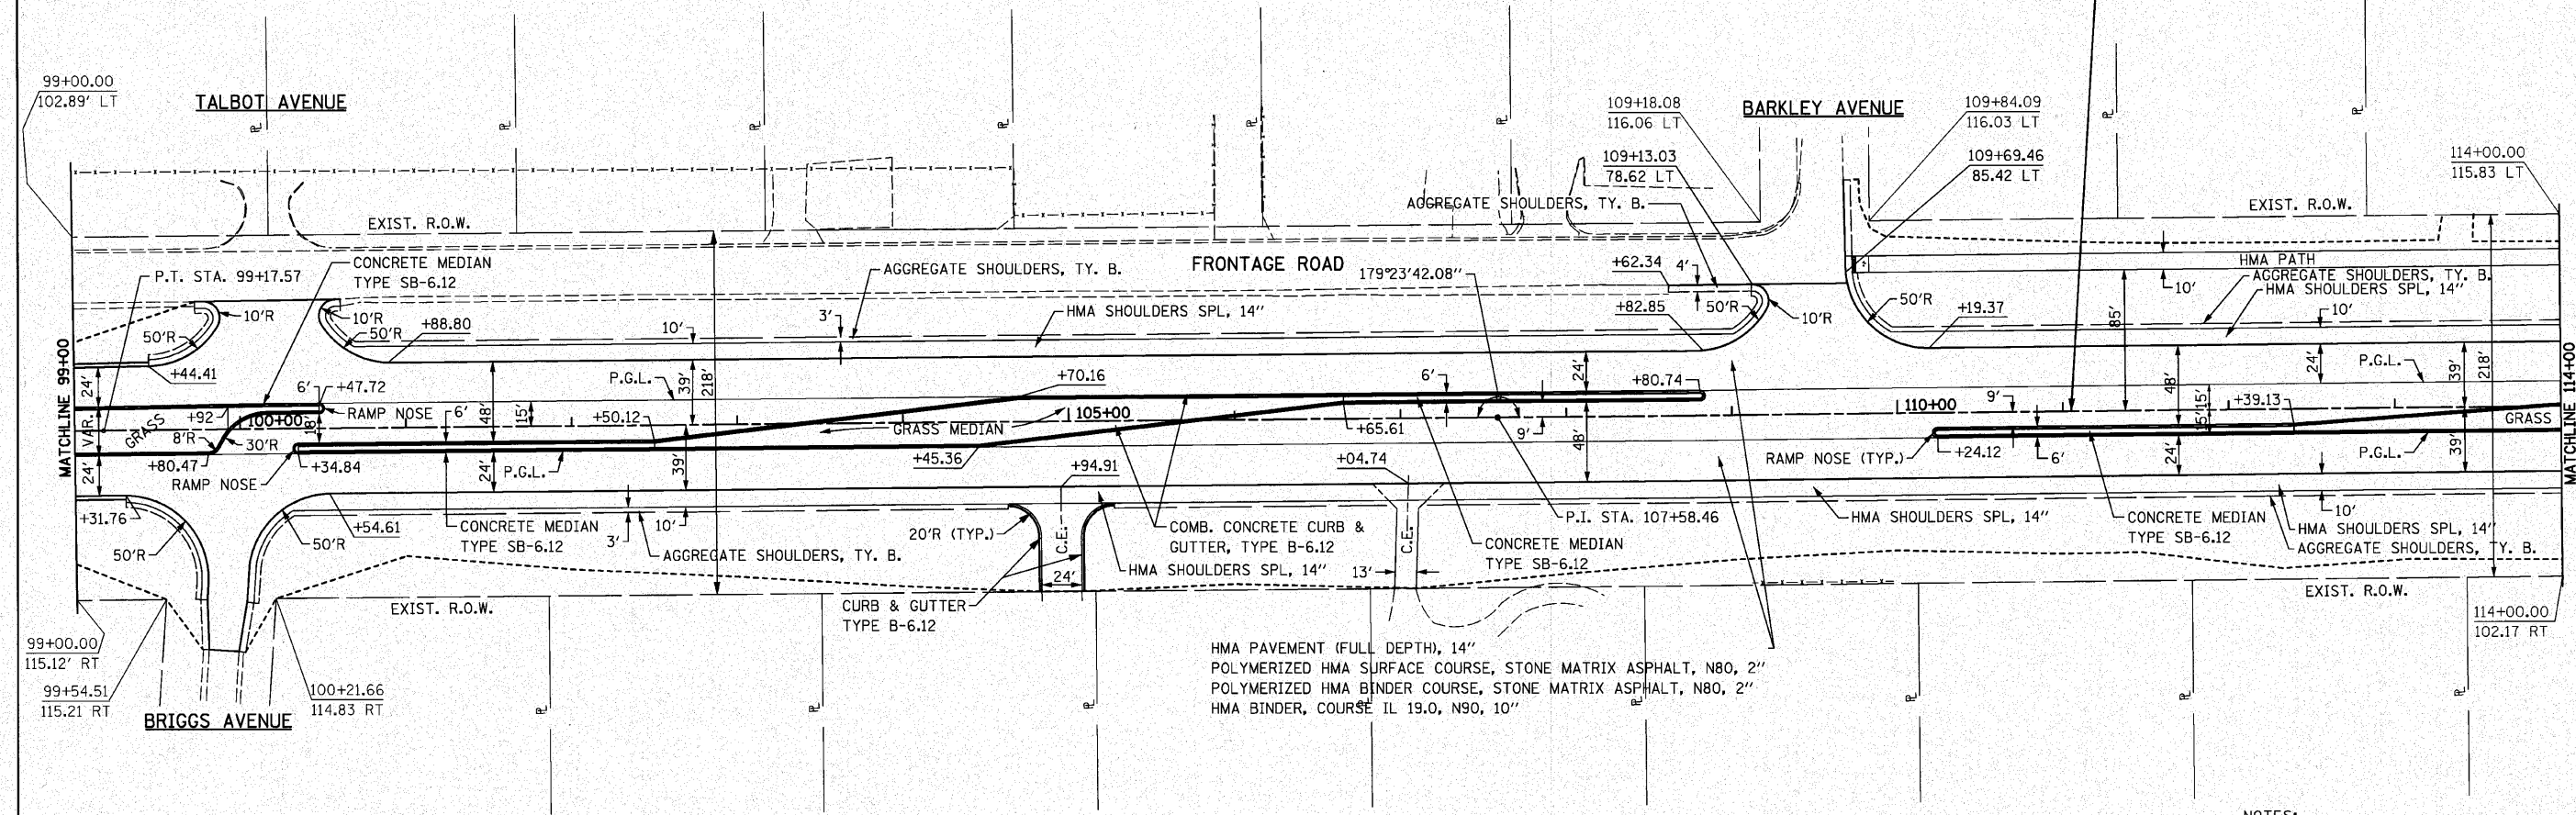 99+00.00
102.89' LT
TALBOT AVENUE
109+18.08
116.06 LT
BARKLEY AVENUE
109+84.09
116.03 LT
109+13.03
78.62 LT
109+69.46
85.42 LT
114+00.00
115.83 LT
AGGREGATE SHOULDERS, TY. B.
EXIST. R.O.W.
EXIST. R.O.W.
P.T. STA. 99+17.57
CONCRETE MEDIAN
TYPE SB-6.12
AGGREGATE SHOULDERS, TY. B.
FRONTAGE ROAD
179°23'42.08"
+62.34
4'
HMA PATH
AGGREGATE SHOULDERS, TY. B.
HMA SHOULDERS SPL, 14"
10'
10'R
10'R
50'R
50'R
+88.80
10'
3'
HMA SHOULDERS SPL, 14"
+82.85
50'R
10'R
50'R
+19.37
85'
10'
MATCHLINE 99+00
24'
+44.41
6'
+47.72
48'
P.G.L.
39'
218'
+70.16
6'
24'
+80.74
48'
24'
P.G.L.
39'
218'
MATCHLINE 114+00
VAR.
GRASS
+92
100+00
RAMP NOSE
18'
6'
15'
+50.12
GRASS MEDIAN
105+00
+65.61
9'
110+00
9'
15'
15'
+39.13
GRASS
8'R
30'R
24'
+80.47
+34.84
RAMP NOSE
24'
P.G.L.
39'
+45.36
+94.91
+04.74
48'
RAMP NOSE (TYP.)
+24.12
6'
24'
P.G.L.
39'
+31.76
50'R
50'R
+54.61
CONCRETE MEDIAN
TYPE SB-6.12
3'
10'
AGGREGATE SHOULDERS, TY. B.
20'R (TYP.)
C.E.
COMB. CONCRETE CURB &
GUTTER, TYPE B-6.12
C.E.
CONCRETE MEDIAN
TYPE SB-6.12
P.I. STA. 107+58.46
HMA SHOULDERS SPL, 14"
CONCRETE MEDIAN
TYPE SB-6.12
10'
HMA SHOULDERS SPL, 14"
AGGREGATE SHOULDERS, TY. B.
HMA SHOULDERS SPL, 14"
24'
13'
EXIST. R.O.W.
CURB & GUTTER
TYPE B-6.12
EXIST. R.O.W.
99+00.00
115.12' RT
99+54.51
115.21 RT
100+21.66
114.83 RT
BRIGGS AVENUE
HMA PAVEMENT (FULL DEPTH), 14"
POLYMERIZED HMA SURFACE COURSE, STONE MATRIX ASPHALT, N80, 2"
POLYMERIZED HMA BINDER COURSE, STONE MATRIX ASPHALT, N80, 2"
HMA BINDER, COURSE IL 19.0, N90, 10"
114+00.00
102.17 RT
NOTES: